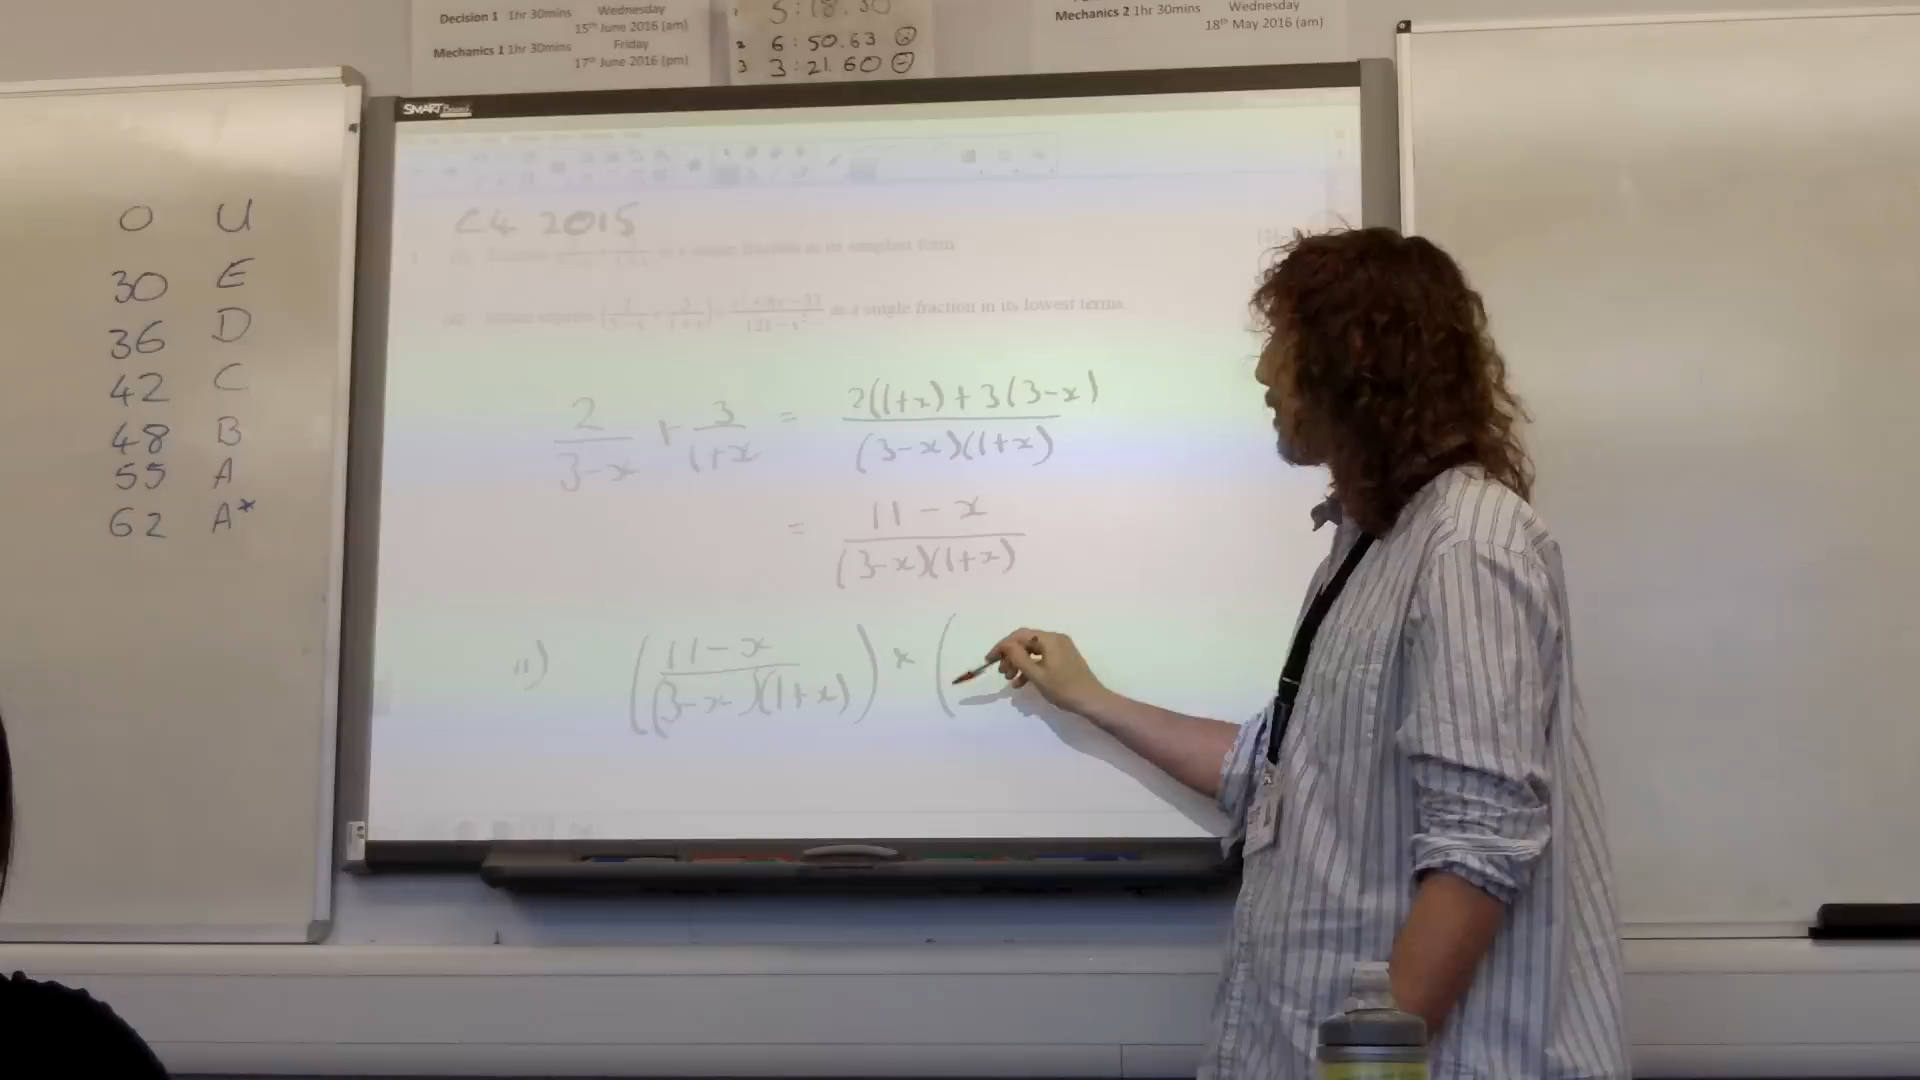 Decision 1 1hr 30mins Wednesday
15th June 2016 (am)
Mechanics 1 1hr 30mins Friday
17th June 2016 (pm)
5:18.30
2 6:50.63
3 3:21.60
Mechanics 2 1hr 30mins Wednesday
18th May 2016 (am)
SMART Board
0 U
30 E
36 D
42 C
48 B
55 A
62 A*
C4 2015
as a single fraction in its simplest form
as a single fraction in its lowest terms.
2/(3-x) + 3/(1+x) = (2(1+x) + 3(3-x))/((3-x)(1+x))
= (11-x)/((3-x)(1+x))
ii) ((11-x)/((3-x)(1+x))) × (